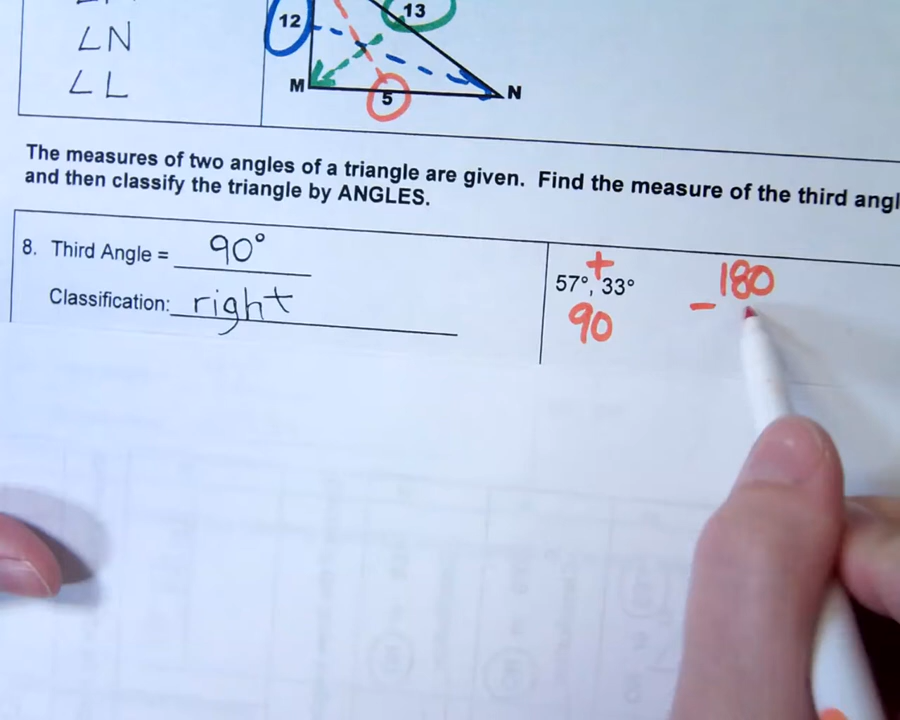 12
13
∠N
∠L
M
5
N
The measures of two angles of a triangle are given. Find the measure of the third angl
and then classify the triangle by ANGLES.
8. Third Angle = 90°
Classification: right
+
57°, 33°
90
180
-